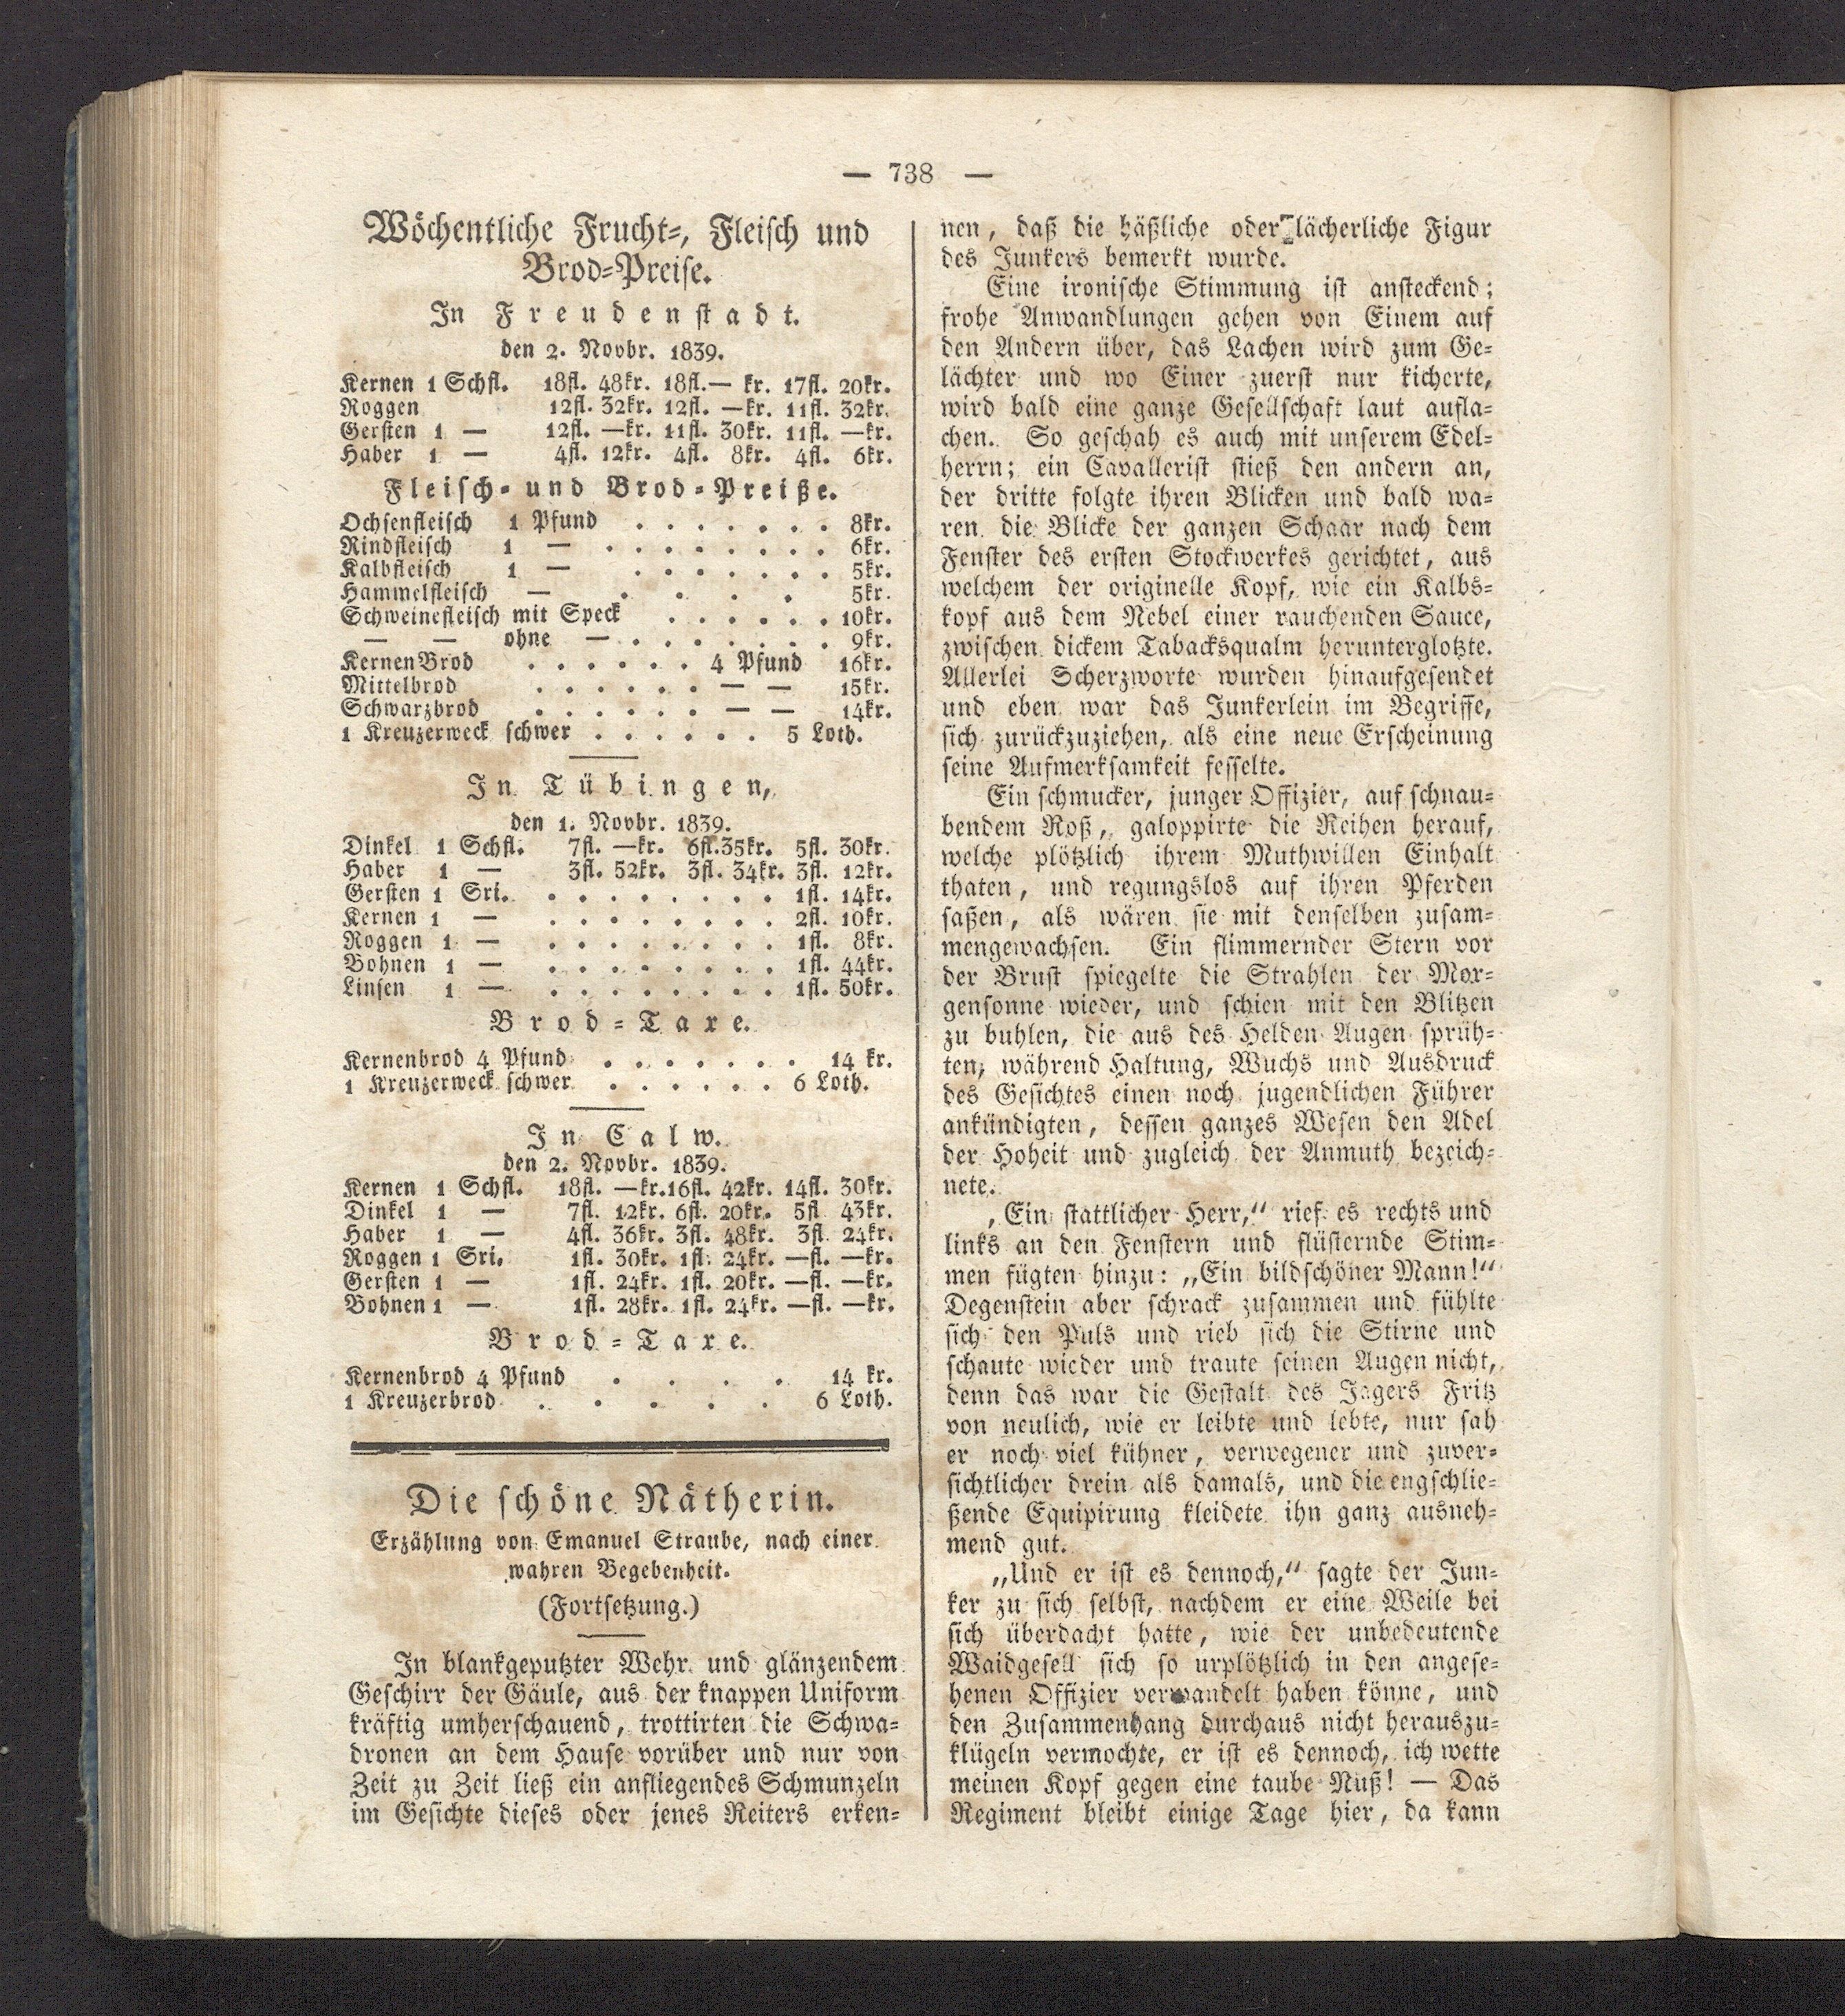 — 738 —
Wöchentliche Frucht-, Fleisch und
Brod-Preise.
In Freudenstadt.
den 2. Novbr. 1839.
Kernen 1 Schfl. 18fl. 48kr. 18fl.— kr. 17fl. 20kr.
Roggen 12fl. 32kr. 12fl. —kr. 11fl. 32kr.
Gersten 1 — 12fl. —kr. 11fl. 30kr. 11fl. —kr.
Haber 1 — 4fl. 12kr. 4fl. 8kr. 4fl. 6kr.
Fleisch- und Brod-Preiße.
Ochsenfleisch 1 Pfund . . . . . . . 8kr.
Rindfleisch 1 — . . . . . . . . 6kr.
Kalbfleisch 1 — . . . . . . . 5kr.
Hammelfleisch — . . . . 5kr.
Schweinefleisch mit Speck . . . . . . 10kr.
— — ohne — . . . . . . . 9kr.
KernenBrod . . . . . . 4 Pfund 16kr.
Mittelbrod . . . . . . — — 15kr.
Schwarzbrod . . . . . . — — 14kr.
1 Kreuzerweck schwer . . . . . . 5 Loth.
In Tübingen,
den 1. Novbr. 1839.
Dinkel 1 Schfl. 7fl. —kr. 6fl.35kr. 5fl. 30kr.
Haber 1 — 3fl. 52kr. 3fl. 34kr. 3fl. 12kr.
Gersten 1 Sri. . . . . . . . . 1fl. 14kr.
Kernen 1 — . . . . . . . . 2fl. 10kr.
Roggen 1 — . . . . . . . . 1fl. 8kr.
Bohnen 1 — . . . . . . . . 1fl. 44kr.
Linsen 1 — . . . . . . . . 1fl. 50kr.
Brod-Taxe.
Kernenbrod 4 Pfund . . . . . . . 14 kr.
1 Kreuzerweck schwer . . . . . . 6 Loth.
In Calw.
den 2. Novbr. 1839.
Kernen 1 Schfl. 18fl. —kr.16fl. 42kr. 14fl. 30kr.
Dinkel 1 — 7fl. 12kr. 6fl. 20kr. 5fl 43kr.
Haber 1 — 4fl. 36kr. 3fl. 48kr. 3fl. 24kr.
Roggen 1 Sri. 1fl. 30kr. 1fl. 24kr. —fl. —kr.
Gersten 1 — 1fl. 24kr. 1fl. 20kr. —fl. —kr.
Bohnen 1 — 1fl. 28kr. 1fl. 24kr. —fl. —kr.
Brod-Taxe.
Kernenbrod 4 Pfund . . . . 14 kr.
1 Kreuzerbrod . . . . . 6 Loth.
Die schöne Nätherin.
Erzählung von Emanuel Straube, nach einer
wahren Begebenheit.
(Fortsetzung.)
In blankgeputzter Wehr und glänzendem
Geschirr der Gäule, aus der knappen Uniform
kräftig umherschauend, trottirten die Schwa-
dronen an dem Hause vorüber und nur von
Zeit zu Zeit ließ ein anfliegendes Schmunzeln
im Gesichte dieses oder jenes Reiters erken-
nen, daß die häßliche oder lächerliche Figur
des Junkers bemerkt wurde.
Eine ironische Stimmung ist ansteckend;
frohe Anwandlungen gehen von Einem auf
den Andern über, das Lachen wird zum Ge-
lächter und wo Einer zuerst nur kicherte,
wird bald eine ganze Gesellschaft laut aufla-
chen. So geschah es auch mit unserem Edel-
herrn; ein Cavallerist stieß den andern an,
der dritte folgte ihren Blicken und bald wa-
ren die Blicke der ganzen Schaar nach dem
Fenster des ersten Stockwerkes gerichtet, aus
welchem der originelle Kopf, wie ein Kalbs-
kopf aus dem Nebel einer rauchenden Sauce,
zwischen dickem Tabacksqualm herunterglotzte.
Allerlei Scherzworte wurden hinaufgesendet
und eben war das Junkerlein im Begriffe,
sich zurückzuziehen, als eine neue Erscheinung
seine Aufmerksamkeit fesselte.
Ein schmucker, junger Offizier, auf schnau-
bendem Roß, galoppirte die Reihen herauf,
welche plötzlich ihrem Muthwillen Einhalt
thaten, und regungslos auf ihren Pferden
saßen, als wären sie mit denselben zusam-
mengewachsen. Ein flimmernder Stern vor
der Brust spiegelte die Strahlen der Mor-
gensonne wieder, und schien mit den Blitzen
zu buhlen, die aus des Helden Augen sprüh-
ten, während Haltung, Wuchs und Ausdruck
des Gesichtes einen noch jugendlichen Führer
ankündigten, dessen ganzes Wesen den Adel
der Hoheit und zugleich der Anmuth bezeich-
nete.
„Ein stattlicher Herr,“ rief es rechts und
links an den Fenstern und flüsternde Stim-
men fügten hinzu: „Ein bildschöner Mann!“
Degenstein aber schrack zusammen und fühlte
sich den Puls und rieb sich die Stirne und
schaute wieder und traute seinen Augen nicht,
denn das war die Gestalt des Jägers Fritz
von neulich, wie er leibte und lebte, nur sah
er noch viel kühner, verwegener und zuver-
sichtlicher drein als damals, und die engschlie-
ßende Equipirung kleidete ihn ganz ausneh-
mend gut.
„Und er ist es dennoch,“ sagte der Jun-
ker zu sich selbst, nachdem er eine Weile bei
sich überdacht hatte, wie der unbedeutende
Waidgesell sich so urplötzlich in den angese-
henen Offizier verwandelt haben könne, und
den Zusammenhang durchaus nicht herauszu-
klügeln vermochte, er ist es dennoch, ich wette
meinen Kopf gegen eine taube Nuß! — Das
Regiment bleibt einige Tage hier, da kann